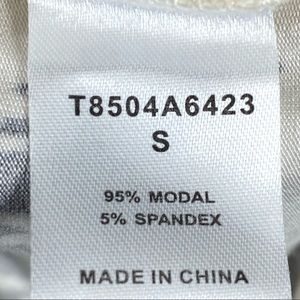 T8504A6423
S
95% MODAL
5% SPANDEX
MADE IN CHINA